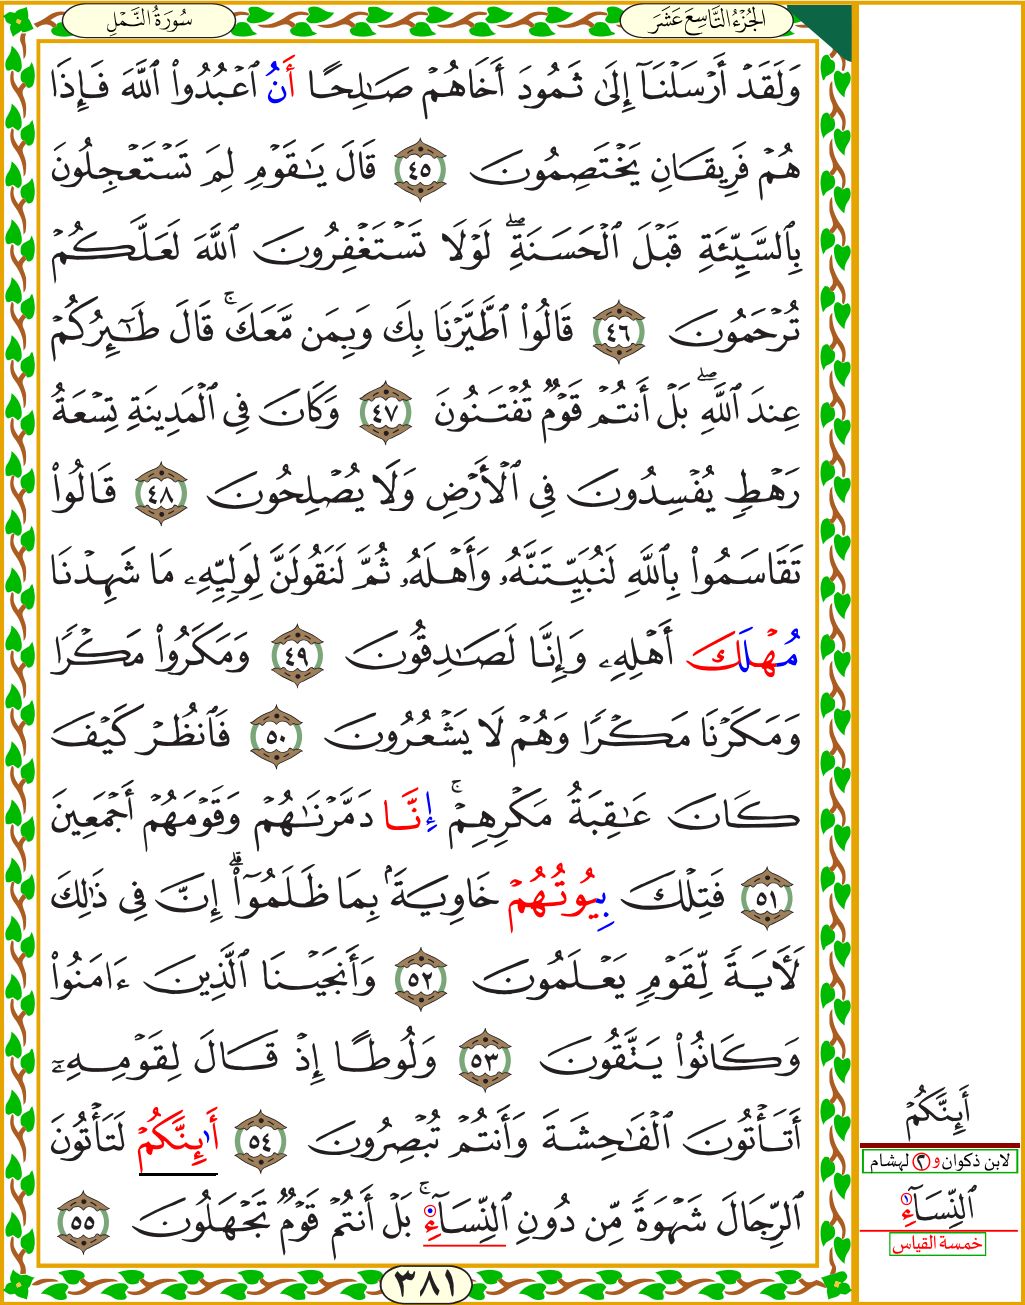 الجُزْءُ التَّاسِعَ عَشَرَ
سُورَةُ النَّمْلِ
وَلَقَدْ أَرْسَلْنَآ إِلَىٰ ثَمُودَ أَخَاهُمْ صَـٰلِحًا أَنُ ٱعْبُدُوا۟ ٱللَّهَ فَإِذَا
هُمْ فَرِيقَانِ يَخْتَصِمُونَ ٤٥ قَالَ يَـٰقَوْمِ لِمَ تَسْتَعْجِلُونَ
بِٱلسَّيِّئَةِ قَبْلَ ٱلْحَسَنَةِۖ لَوْلَا تَسْتَغْفِرُونَ ٱللَّهَ لَعَلَّكُمْ
تُرْحَمُونَ ٤٦ قَالُوا۟ ٱطَّيَّرْنَا بِكَ وَبِمَن مَّعَكَۚ قَالَ طَـٰٓئِرُكُمْ
عِندَ ٱللَّهِۖ بَلْ أَنتُمْ قَوْمٌ تُفْتَنُونَ ٤٧ وَكَانَ فِى ٱلْمَدِينَةِ تِسْعَةُ
رَهْطٍ يُفْسِدُونَ فِى ٱلْأَرْضِ وَلَا يُصْلِحُونَ ٤٨ قَالُوا۟
تَقَاسَمُوا۟ بِٱللَّهِ لَنُبَيِّتَنَّهُۥ وَأَهْلَهُۥ ثُمَّ لَنَقُولَنَّ لِوَلِيِّهِۦ مَا شَهِدْنَا
مُهْلَكَ أَهْلِهِۦ وَإِنَّا لَصَـٰدِقُونَ ٤٩ وَمَكَرُوا۟ مَكْرًا
وَمَكَرْنَا مَكْرًا وَهُمْ لَا يَشْعُرُونَ ٥٠ فَٱنظُرْ كَيْفَ
كَانَ عَـٰقِبَةُ مَكْرِهِمْۚ إِنَّا دَمَّرْنَـٰهُمْ وَقَوْمَهُمْ أَجْمَعِينَ
٥١ فَتِلْكَ بِيُوتُهُمْ خَاوِيَةًۢ بِمَا ظَلَمُوٓا۟ۗ إِنَّ فِى ذَٰلِكَ
لَـَٔايَةً لِّقَوْمٍ يَعْلَمُونَ ٥٢ وَأَنجَيْنَا ٱلَّذِينَ ءَامَنُوا۟
وَكَانُوا۟ يَتَّقُونَ ٥٣ وَلُوطًا إِذْ قَالَ لِقَوْمِهِۦٓ
أَتَأْتُونَ ٱلْفَـٰحِشَةَ وَأَنتُمْ تُبْصِرُونَ ٥٤ أَا۬ئِنَّكُمْ لَتَأْتُونَ
ٱلرِّجَالَ شَهْوَةً مِّن دُونِ ٱلنِّسَآءِۚ بَلْ أَنتُمْ قَوْمٌ تَجْهَلُونَ ٥٥
٣٨١
أَئِنَّكُمْ
لابن ذكوان و ٢ لهشام
ٱلنِّسَآءِ ١
خمسة القياس